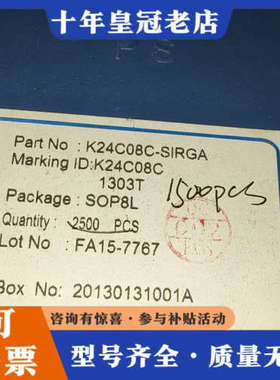 十年皇冠老店
Part No : K24C08C-SIRGA
Marking ID:K24C08C
1303T
1500pcs
Package : SOP8L
Quantity : 2500 PCS
Lot No : FA15-7767
Box No: 20130131001A
咨询有惊喜·参与补贴活动
票
型号齐全·质量无忧